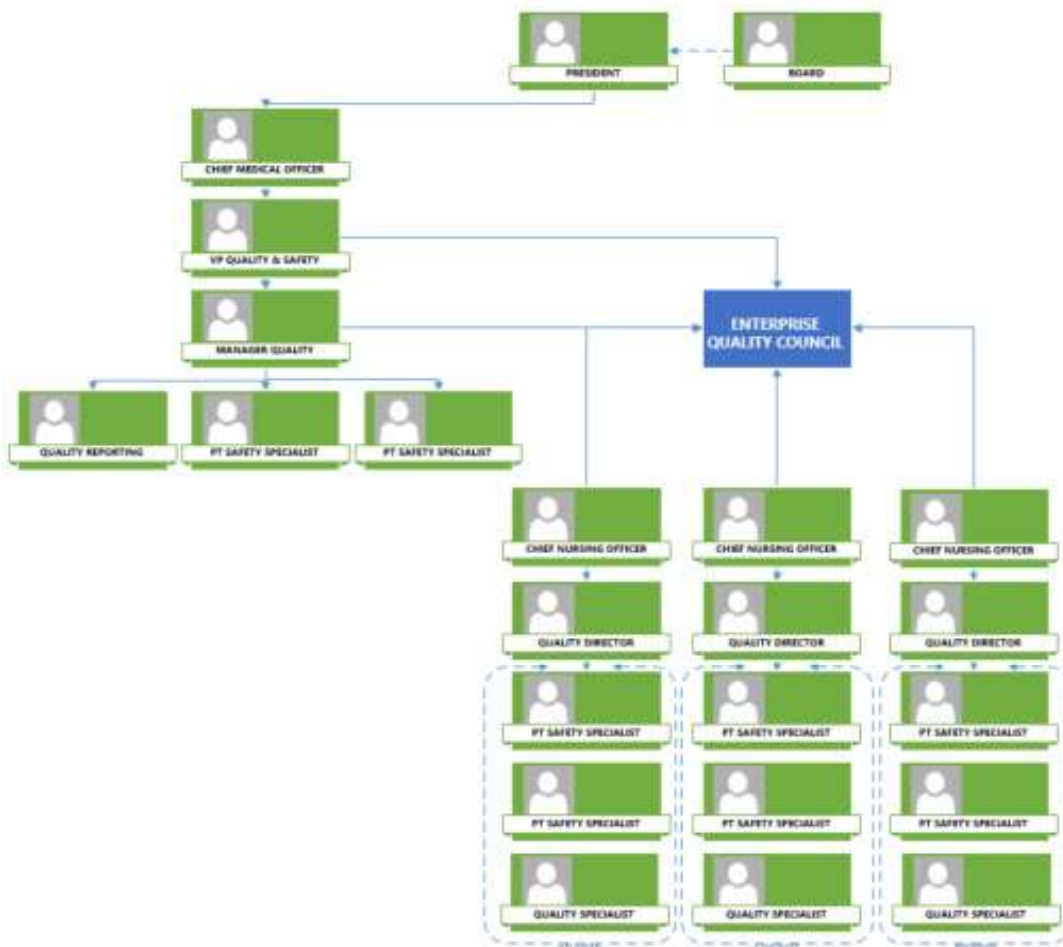 PRESIDENT
BOARD
CHIEF MEDICAL OFFICER
VP QUALITY & SAFETY
MANAGER QUALITY
ENTERPRISE
QUALITY COUNCIL
QUALITY REPORTING
PT SAFETY SPECIALIST
PT SAFETY SPECIALIST
CHIEF NURSING OFFICER
CHIEF NURSING OFFICER
CHIEF NURSING OFFICER
QUALITY DIRECTOR
QUALITY DIRECTOR
QUALITY DIRECTOR
PT SAFETY SPECIALIST
PT SAFETY SPECIALIST
PT SAFETY SPECIALIST
PT SAFETY SPECIALIST
PT SAFETY SPECIALIST
PT SAFETY SPECIALIST
QUALITY SPECIALIST
QUALITY SPECIALIST
QUALITY SPECIALIST